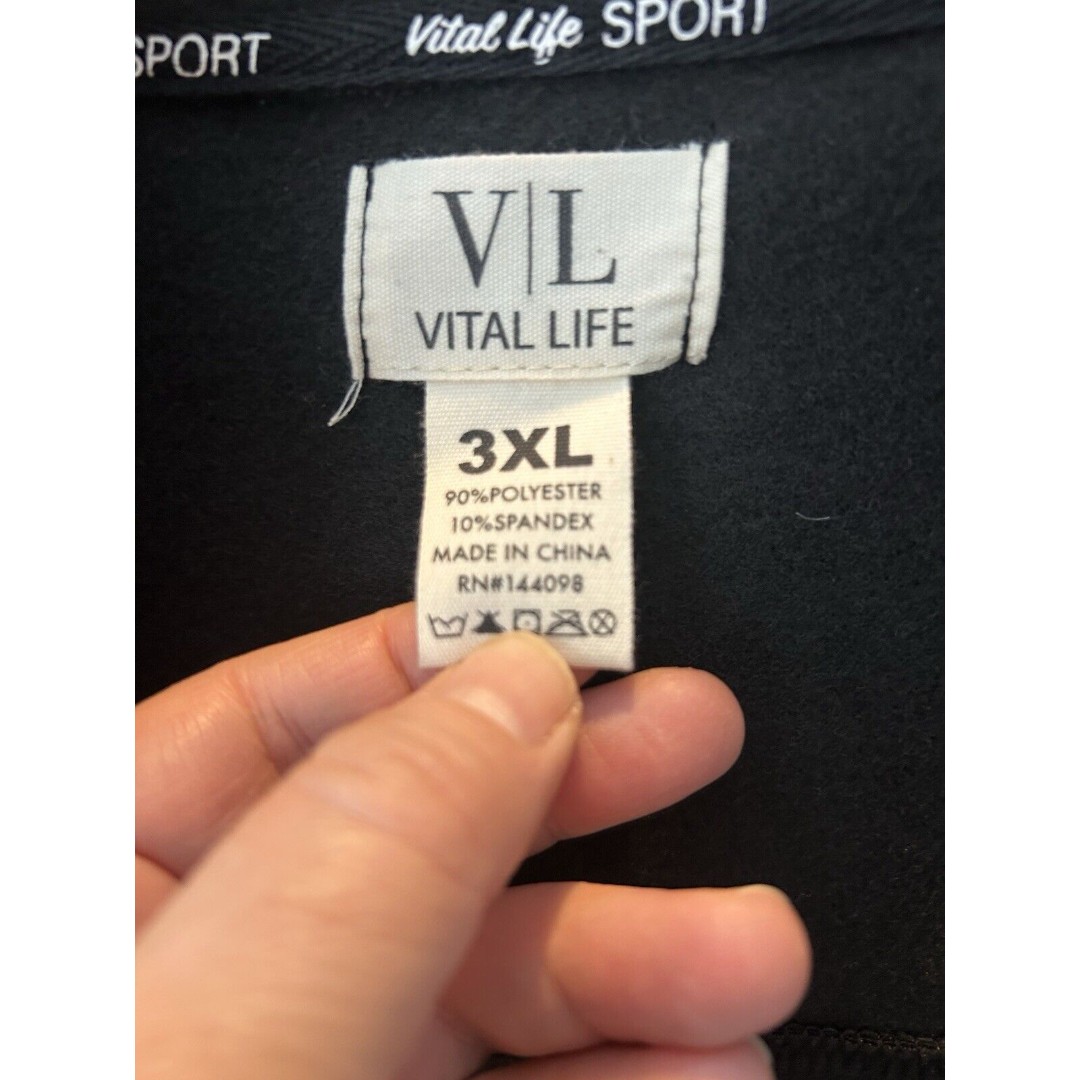 SPORT Vital Life SPORT
V|L
VITAL LIFE
3XL
90%POLYESTER
10%SPANDEX
MADE IN CHINA
RN#144098